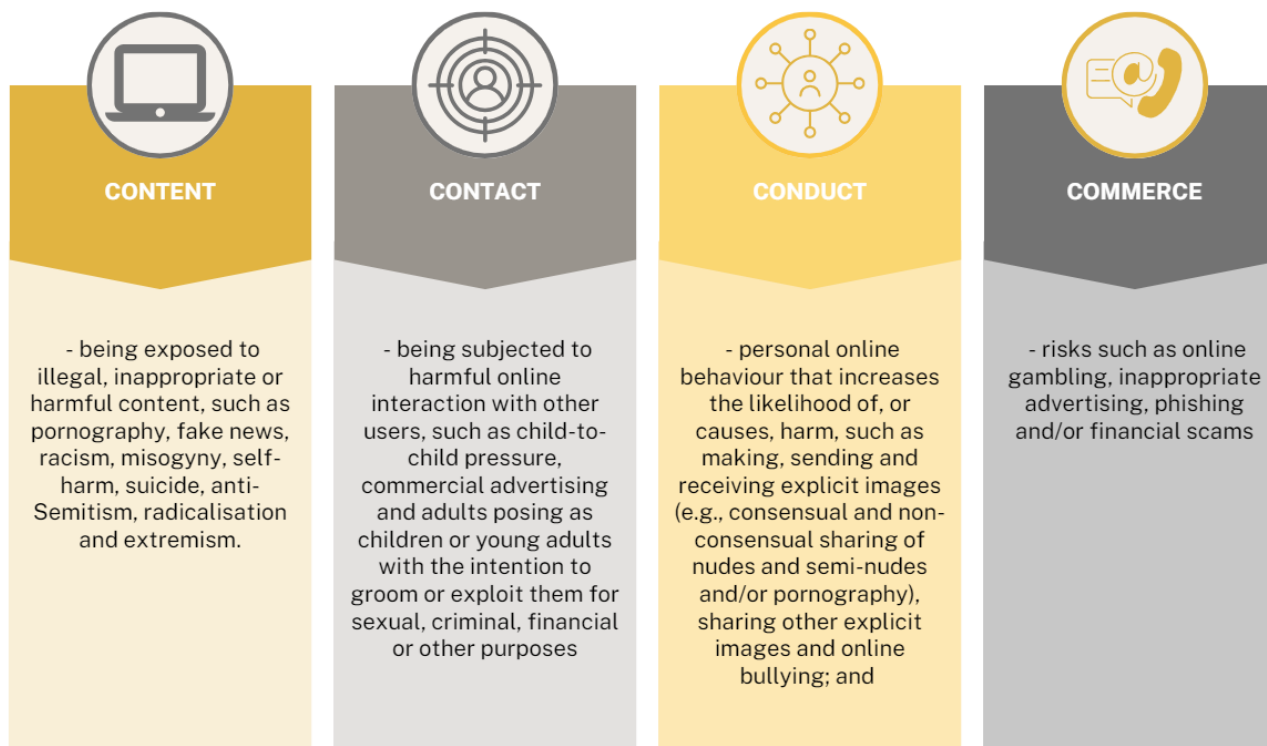 CONTENT
- being exposed to
illegal, inappropriate or
harmful content, such as
pornography, fake news,
racism, misogyny, self-
harm, suicide, anti-
Semitism, radicalisation
and extremism.
CONTACT
- being subjected to
harmful online
interaction with other
users, such as child-to-
child pressure,
commercial advertising
and adults posing as
children or young adults
with the intention to
groom or exploit them for
sexual, criminal, financial
or other purposes
CONDUCT
- personal online
behaviour that increases
the likelihood of, or
causes, harm, such as
making, sending and
receiving explicit images
(e.g., consensual and non-
consensual sharing of
nudes and semi-nudes
and/or pornography),
sharing other explicit
images and online
bullying; and
COMMERCE
- risks such as online
gambling, inappropriate
advertising, phishing
and/or financial scams